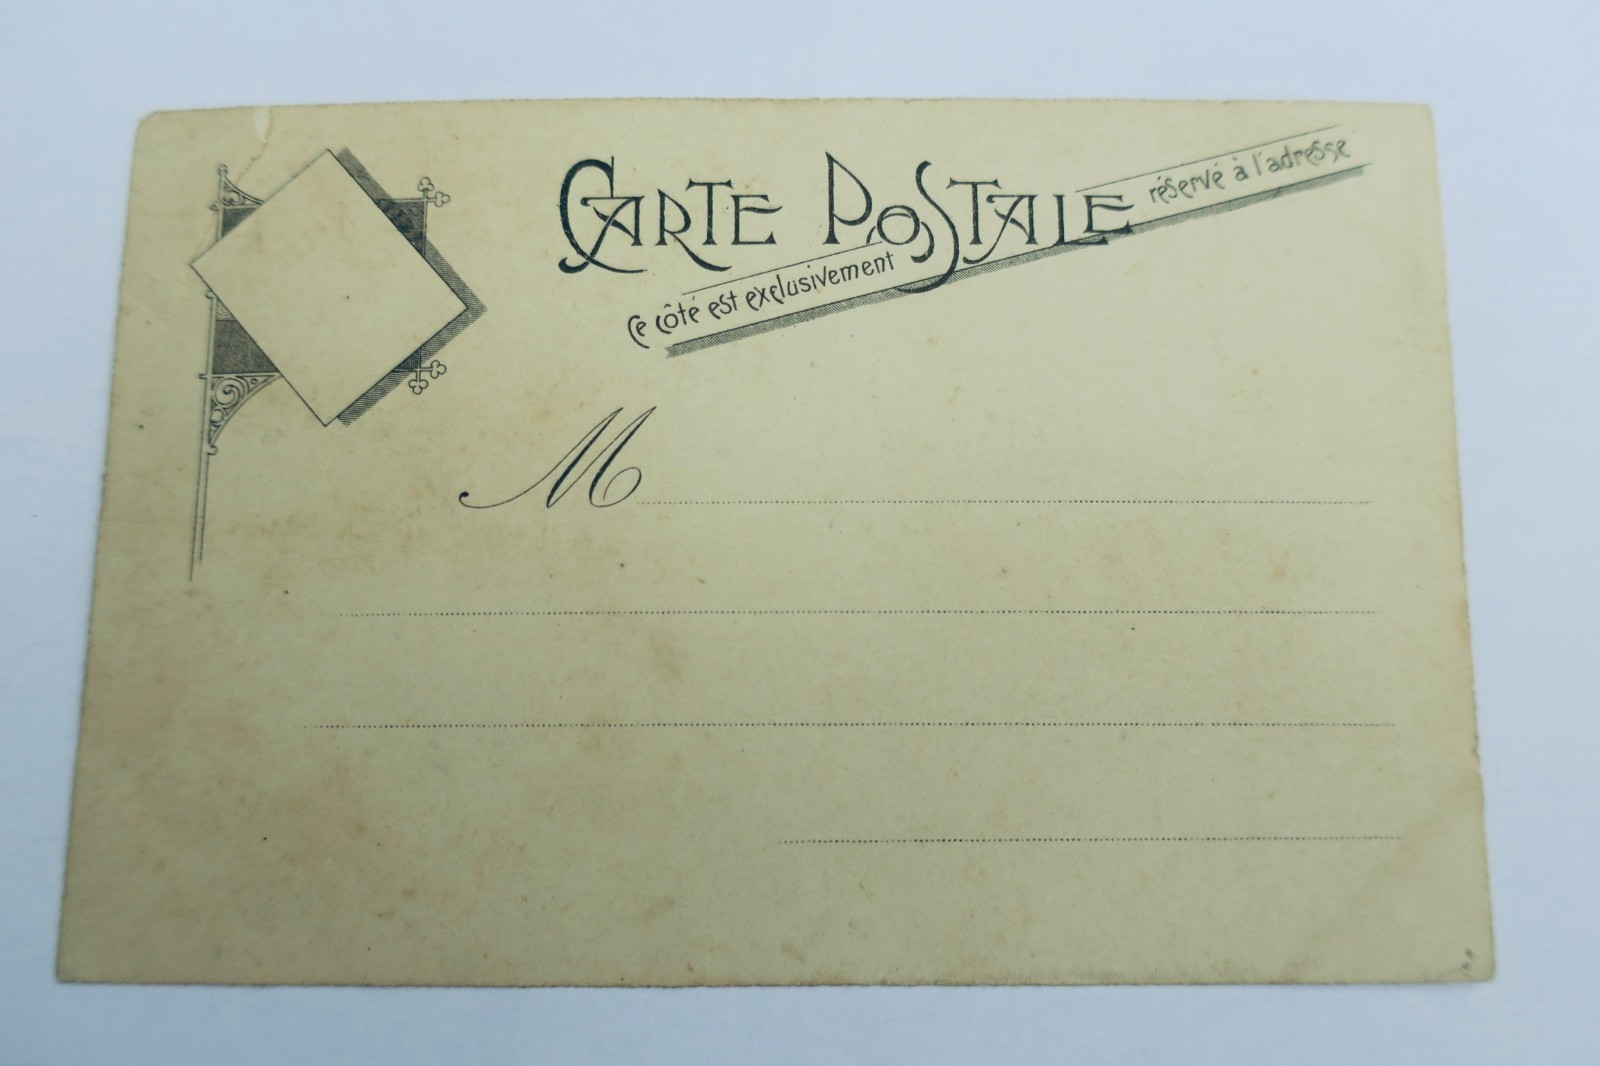 CARTE POSTALE
Ce côté est exclusivement réservé à l'adresse
M